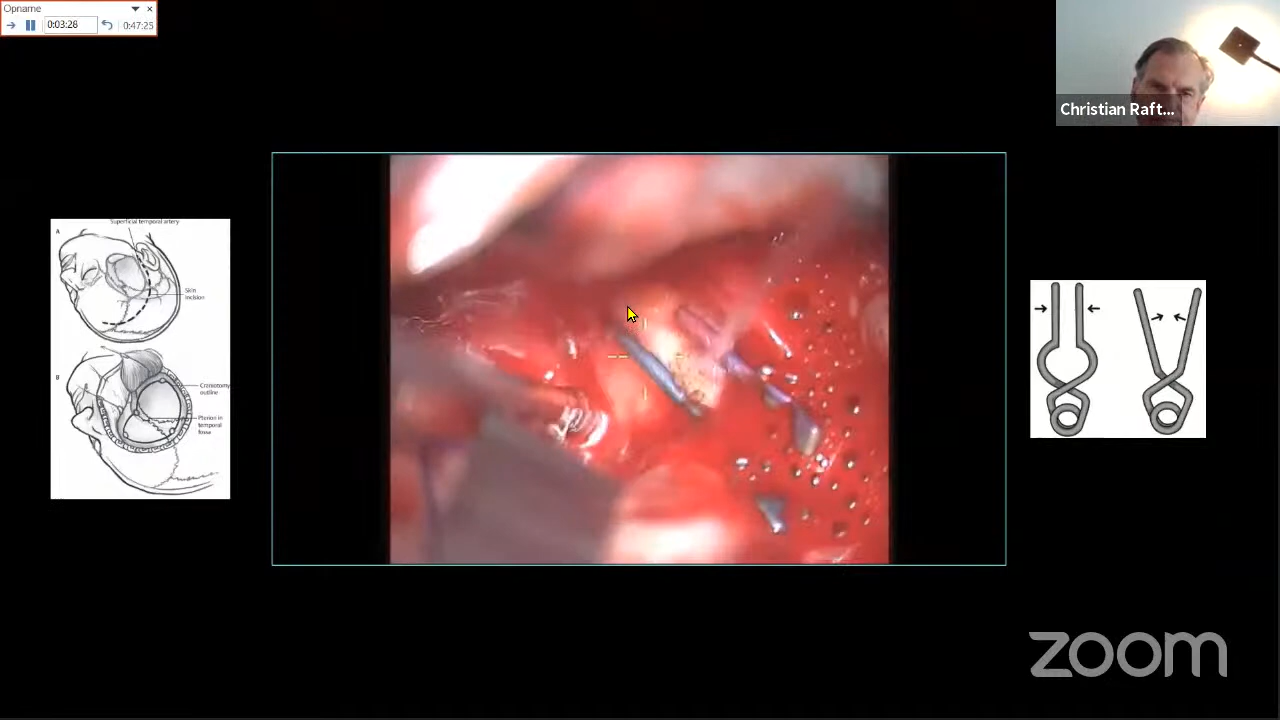 Opname
0:03:28
0:47:25
Christian Raft...
Superficial temporal artery
A
Skin
incision
B
Craniotomy
outline
Pterion in
temporal
fossa
zoom